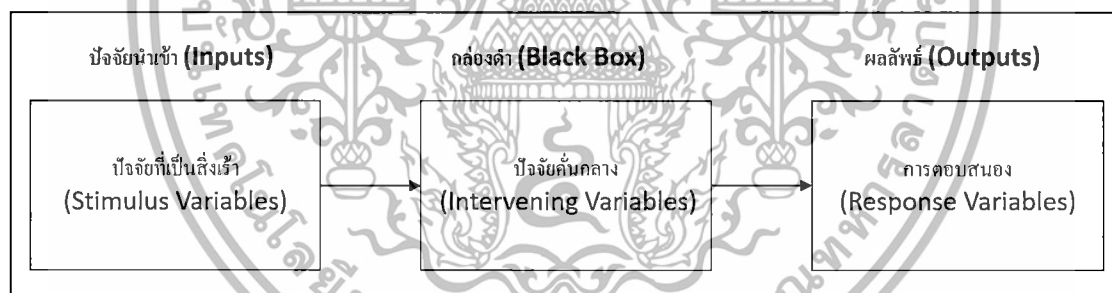 ปัจจัยนำเข้า (Inputs)
กล่องดำ (Black Box)
ผลลัพธ์ (Outputs)
ปัจจัยที่เป็นสิ่งเร้า
(Stimulus Variables)
ปัจจัยคั่นกลาง
(Intervening Variables)
การตอบสนอง
(Response Variables)